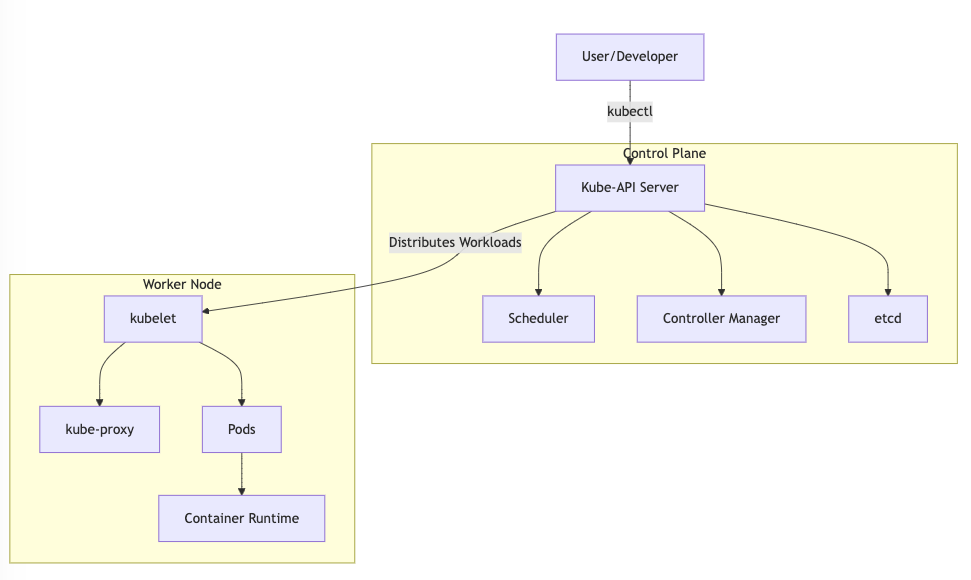 User/Developer
kubectl
Control Plane
Kube-API Server
Distributes Workloads
Worker Node
kubelet
Scheduler
Controller Manager
etcd
kube-proxy
Pods
Container Runtime